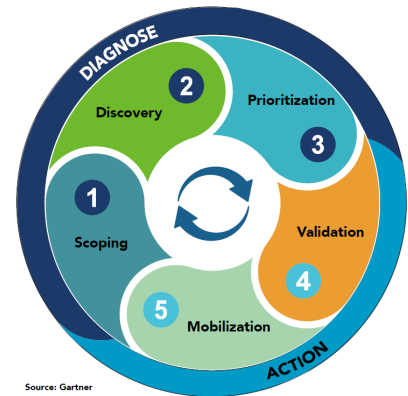 DIAGNOSE
1
Scoping
2
Discovery
Prioritization
3
Validation
4
5
Mobilization
ACTION
Source: Gartner